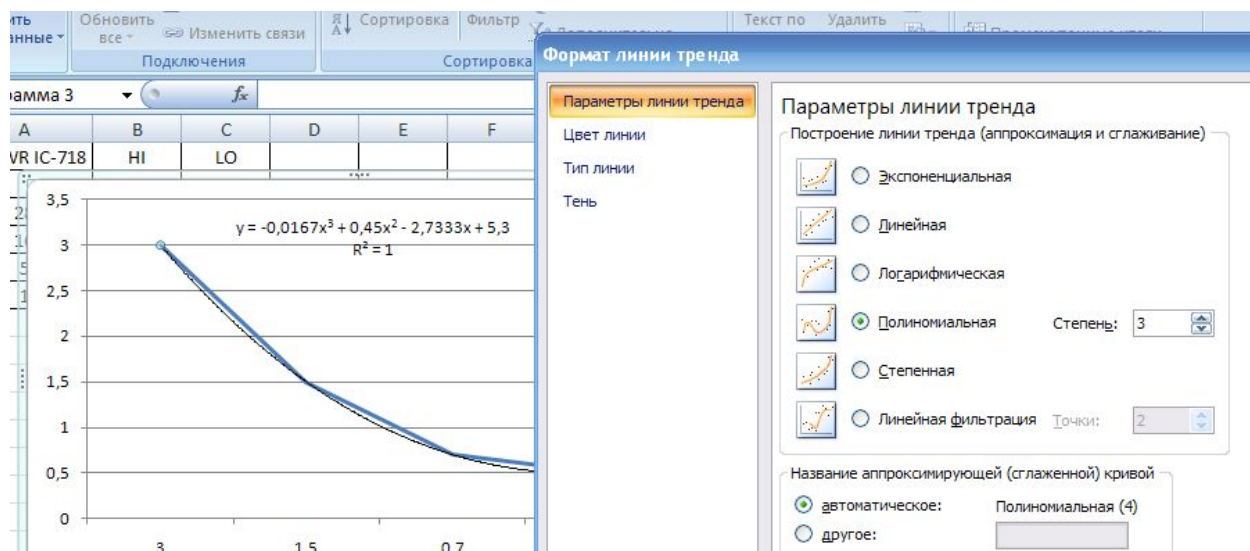 Обновить все
Изменить связи
Подключения
Сортировка
Фильтр
Дополнительно
Текст по
Удалить
Сортировка
Формат линии тренда
fx
A B C D E F
IC-718 HI LO
Параметры линии тренда
Цвет линии
Тип линии
Тень
Параметры линии тренда
Построение линии тренда (аппроксимация и сглаживание)
Экспоненциальная
Линейная
Логарифмическая
Полиномиальная Степень: 3
Степенная
Линейная фильтрация Точки: 2
Название аппроксимирующей (сглаженной) кривой
автоматическое: Полиномиальная (4)
другое:
y = -0,0167x³ + 0,45x² - 2,7333x + 5,3
R² = 1
3,5
3
2,5
2
1,5
1
0,5
0
3 1,5 0,7